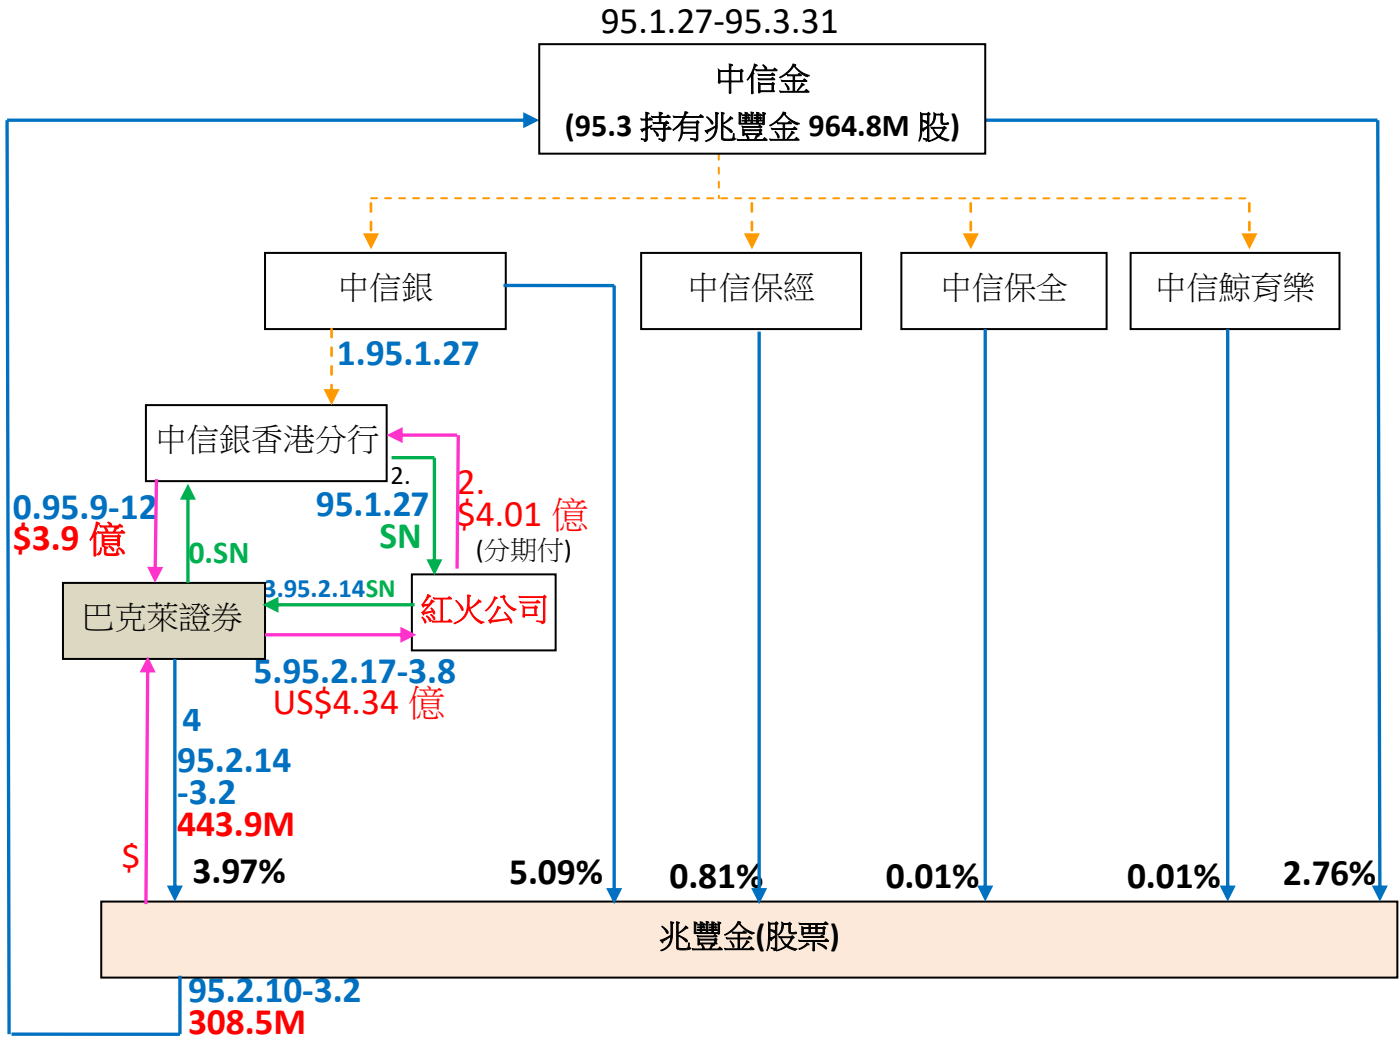 95.1.27-95.3.31
中信金
(95.3 持有兆豐金 964.8M 股)
中信銀
中信保經
中信保全
中信鯨育樂
1.95.1.27
中信銀香港分行
2.
95.1.27
SN
2.
$4.01 億
(分期付)
0.95.9-12
$3.9 億
0.SN
3.95.2.14SN
巴克萊證券
紅火公司
5.95.2.17-3.8
US$4.34 億
4
95.2.14
-3.2
443.9M
$
3.97%
5.09%
0.81%
0.01%
0.01%
2.76%
兆豐金(股票)
95.2.10-3.2
308.5M